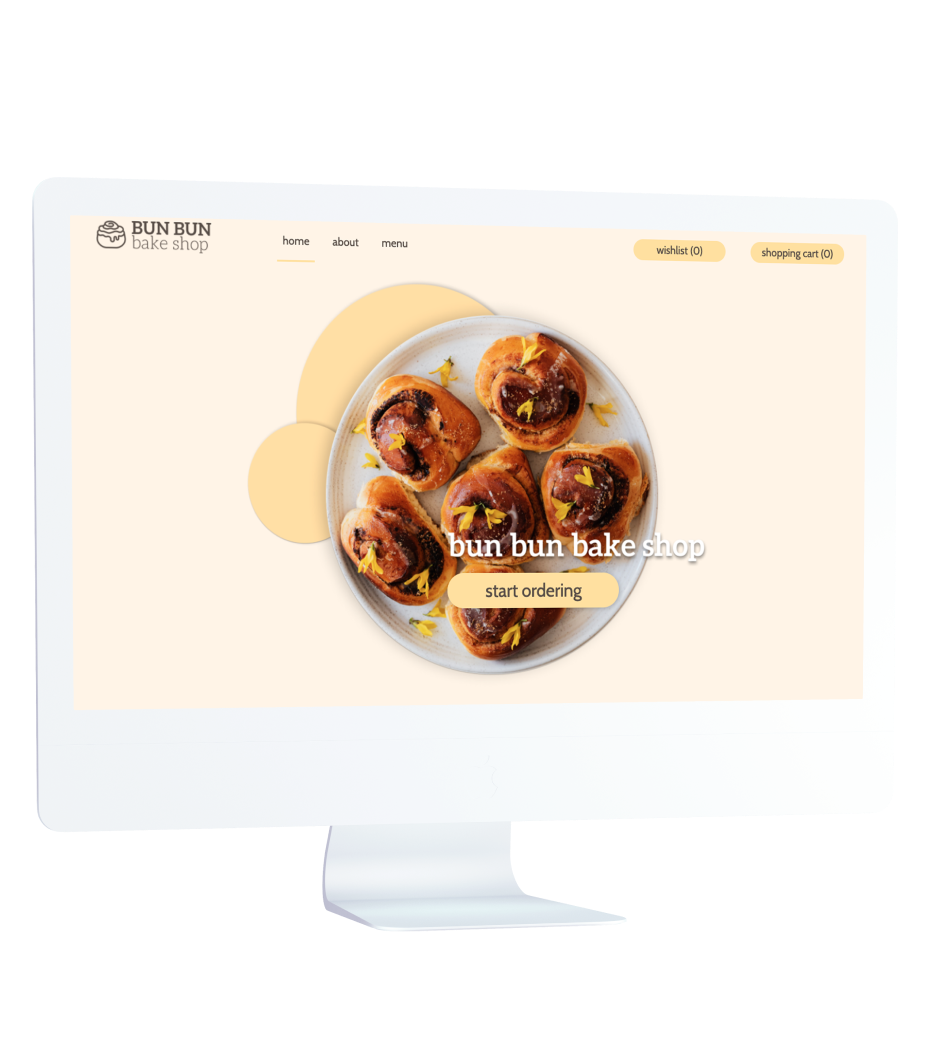 BUN BUN
bake shop
home
about
menu
wishlist (0)
shopping cart (0)
bun bun bake shop
start ordering